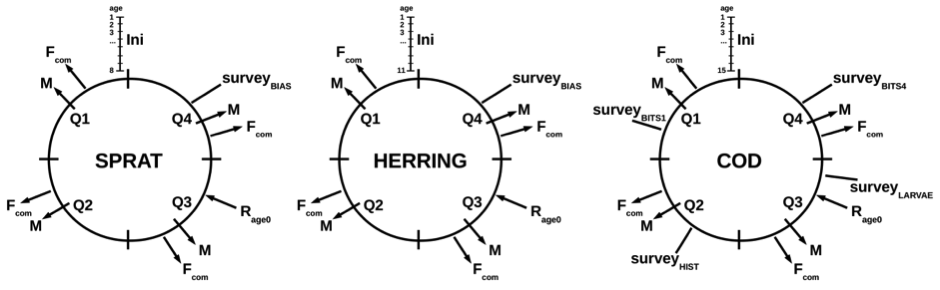 age
1
2
3
...
8
Ini
F com
M
survey BIAS
Q1
Q4
M
F com
SPRAT
F com
Q2
M
Q3
R age0
M
F com
age
1
2
3
...
11
Ini
F com
M
survey BIAS
Q1
Q4
M
F com
HERRING
F com
Q2
M
Q3
R age0
M
F com
age
1
2
3
...
15
Ini
F com
M
survey BITS4
survey BITS1
Q1
Q4
M
F com
COD
survey LARVAE
F com
Q2
M
Q3
R age0
survey HIST
M
F com